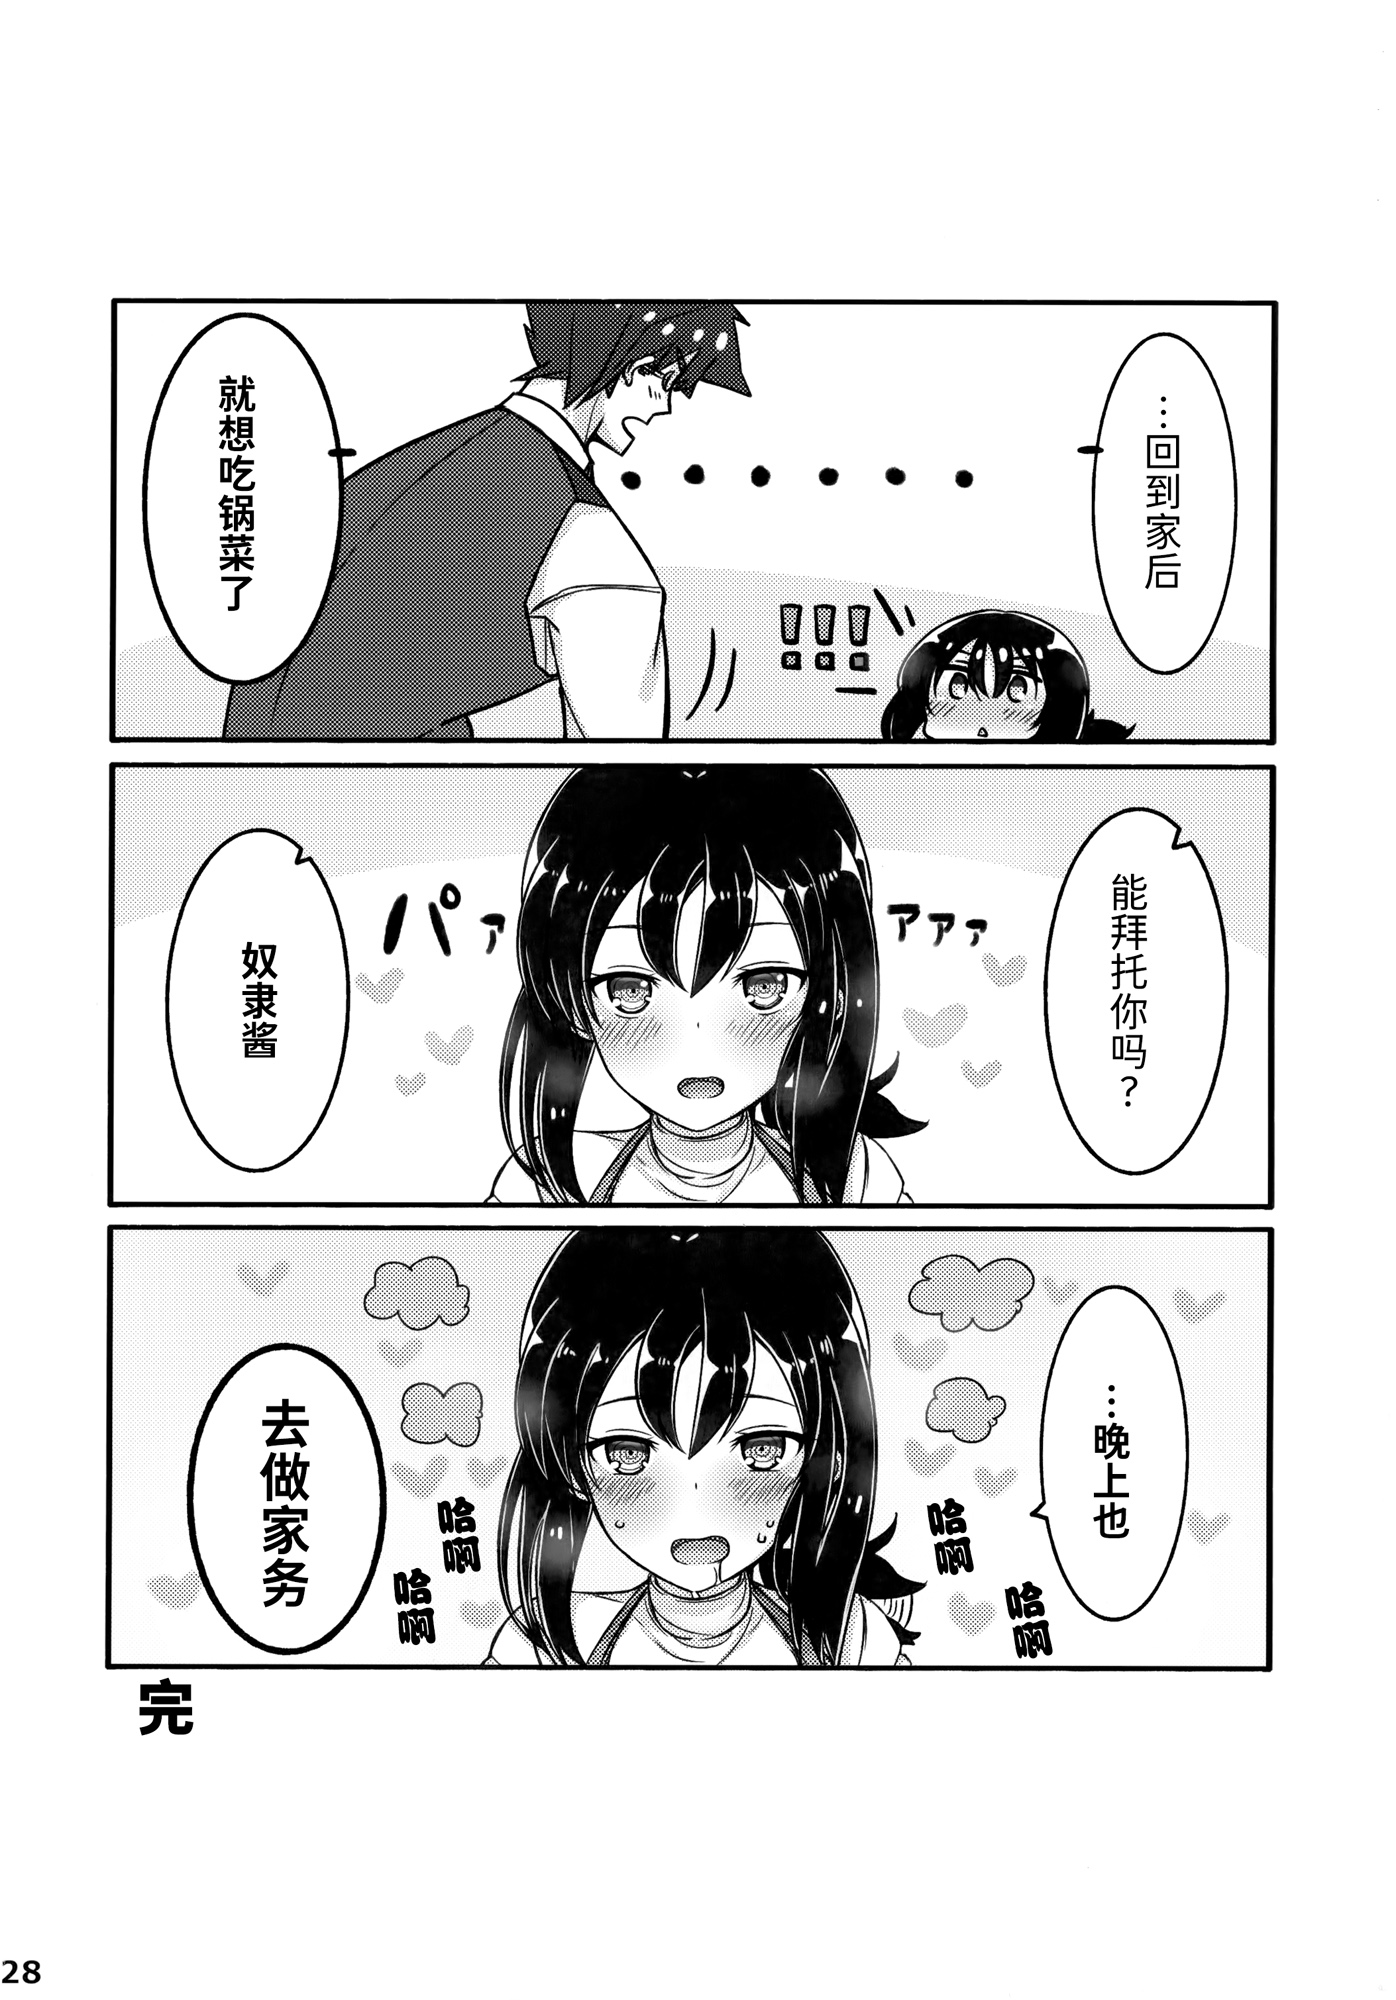 …回到家后
就想吃锅菜了
!!!
能拜托你吗？
奴隶酱
パァ
アァァ
…晚上也
去做家务
哈啊
哈啊
哈啊
哈啊
完
28